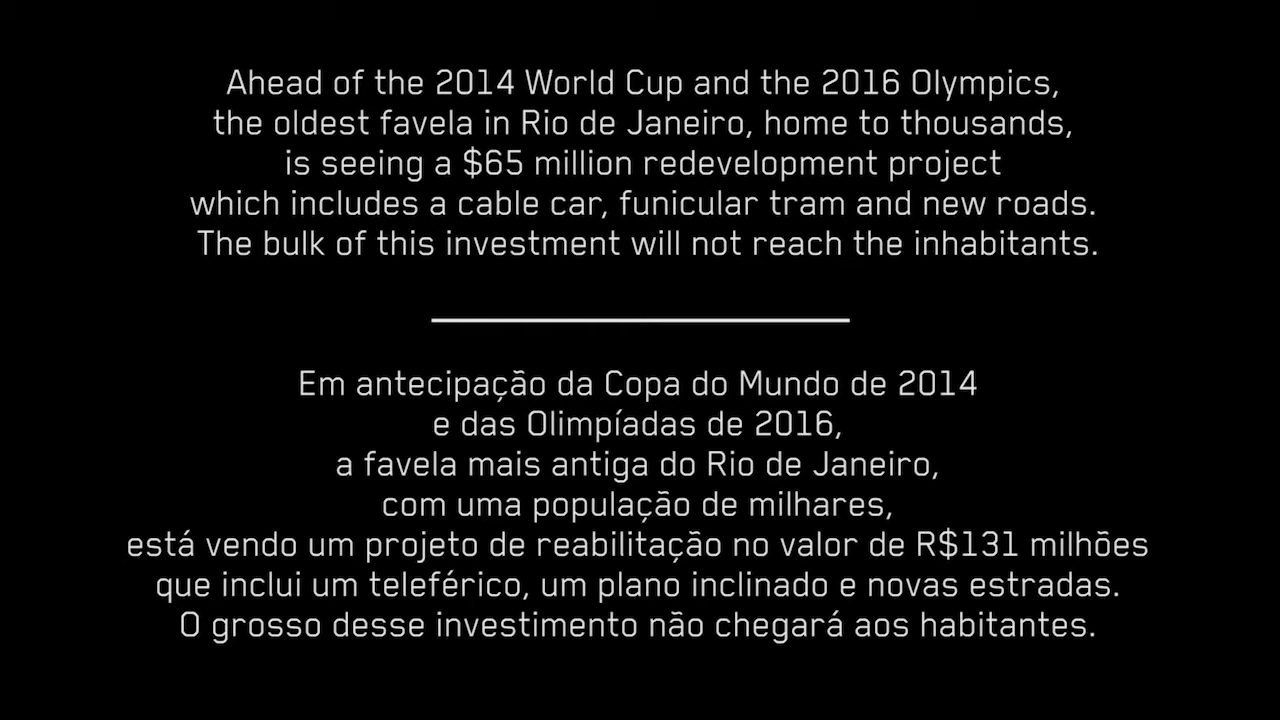 Ahead of the 2014 World Cup and the 2016 Olympics,
the oldest favela in Rio de Janeiro, home to thousands,
is seeing a $65 million redevelopment project
which includes a cable car, funicular tram and new roads.
The bulk of this investment will not reach the inhabitants.
Em antecipação da Copa do Mundo de 2014
e das Olimpíadas de 2016,
a favela mais antiga do Rio de Janeiro,
com uma população de milhares,
está vendo um projeto de reabilitação no valor de R$131 milhões
que inclui um teleférico, um plano inclinado e novas estradas.
O grosso desse investimento não chegará aos habitantes.